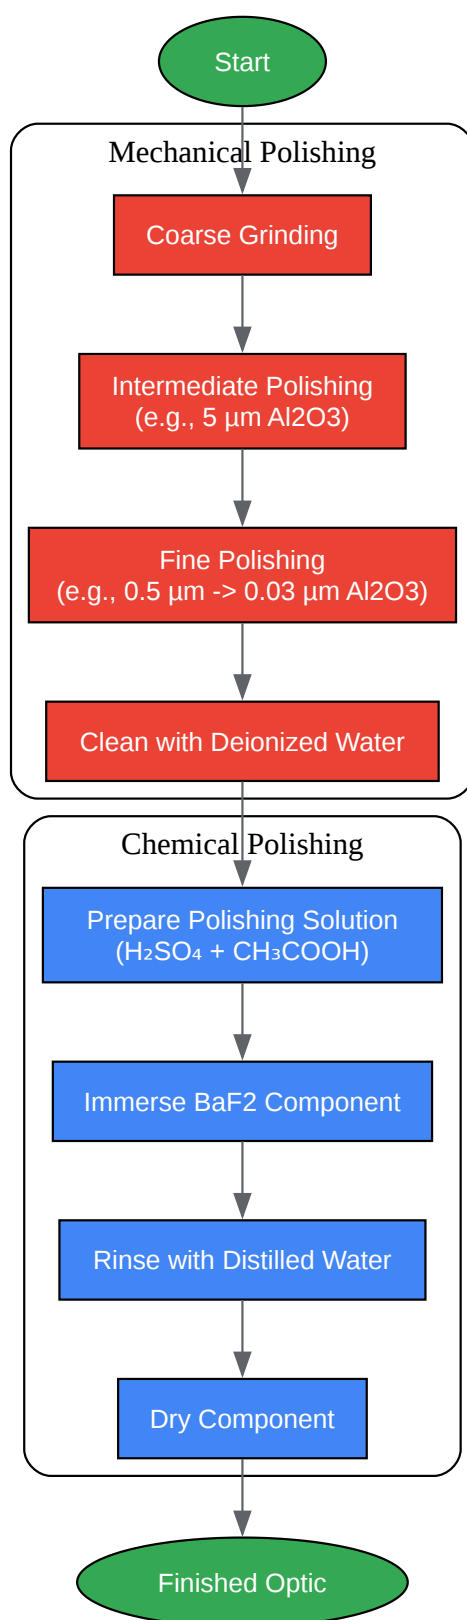 Start
Mechanical Polishing
Coarse Grinding
Intermediate Polishing
(e.g., 5 µm Al2O3)
Fine Polishing
(e.g., 0.5 µm -> 0.03 µm Al2O3)
Clean with Deionized Water
Chemical Polishing
Prepare Polishing Solution
(H₂SO₄ + CH₃COOH)
Immerse BaF2 Component
Rinse with Distilled Water
Dry Component
Finished Optic